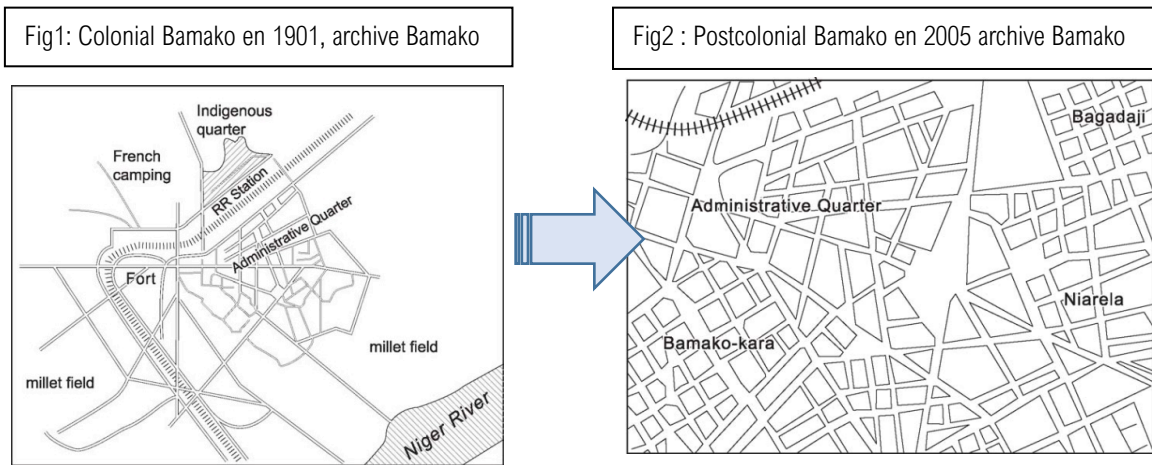 Fig1: Colonial Bamako en 1901, archive Bamako
Indigenous
quarter
French
camping
RR Station
Administrative Quarter
Fort
millet field
millet field
Niger River
Fig2 : Postcolonial Bamako en 2005 archive Bamako
Bagadaji
Administrative Quarter
Niarela
Bamako-kara